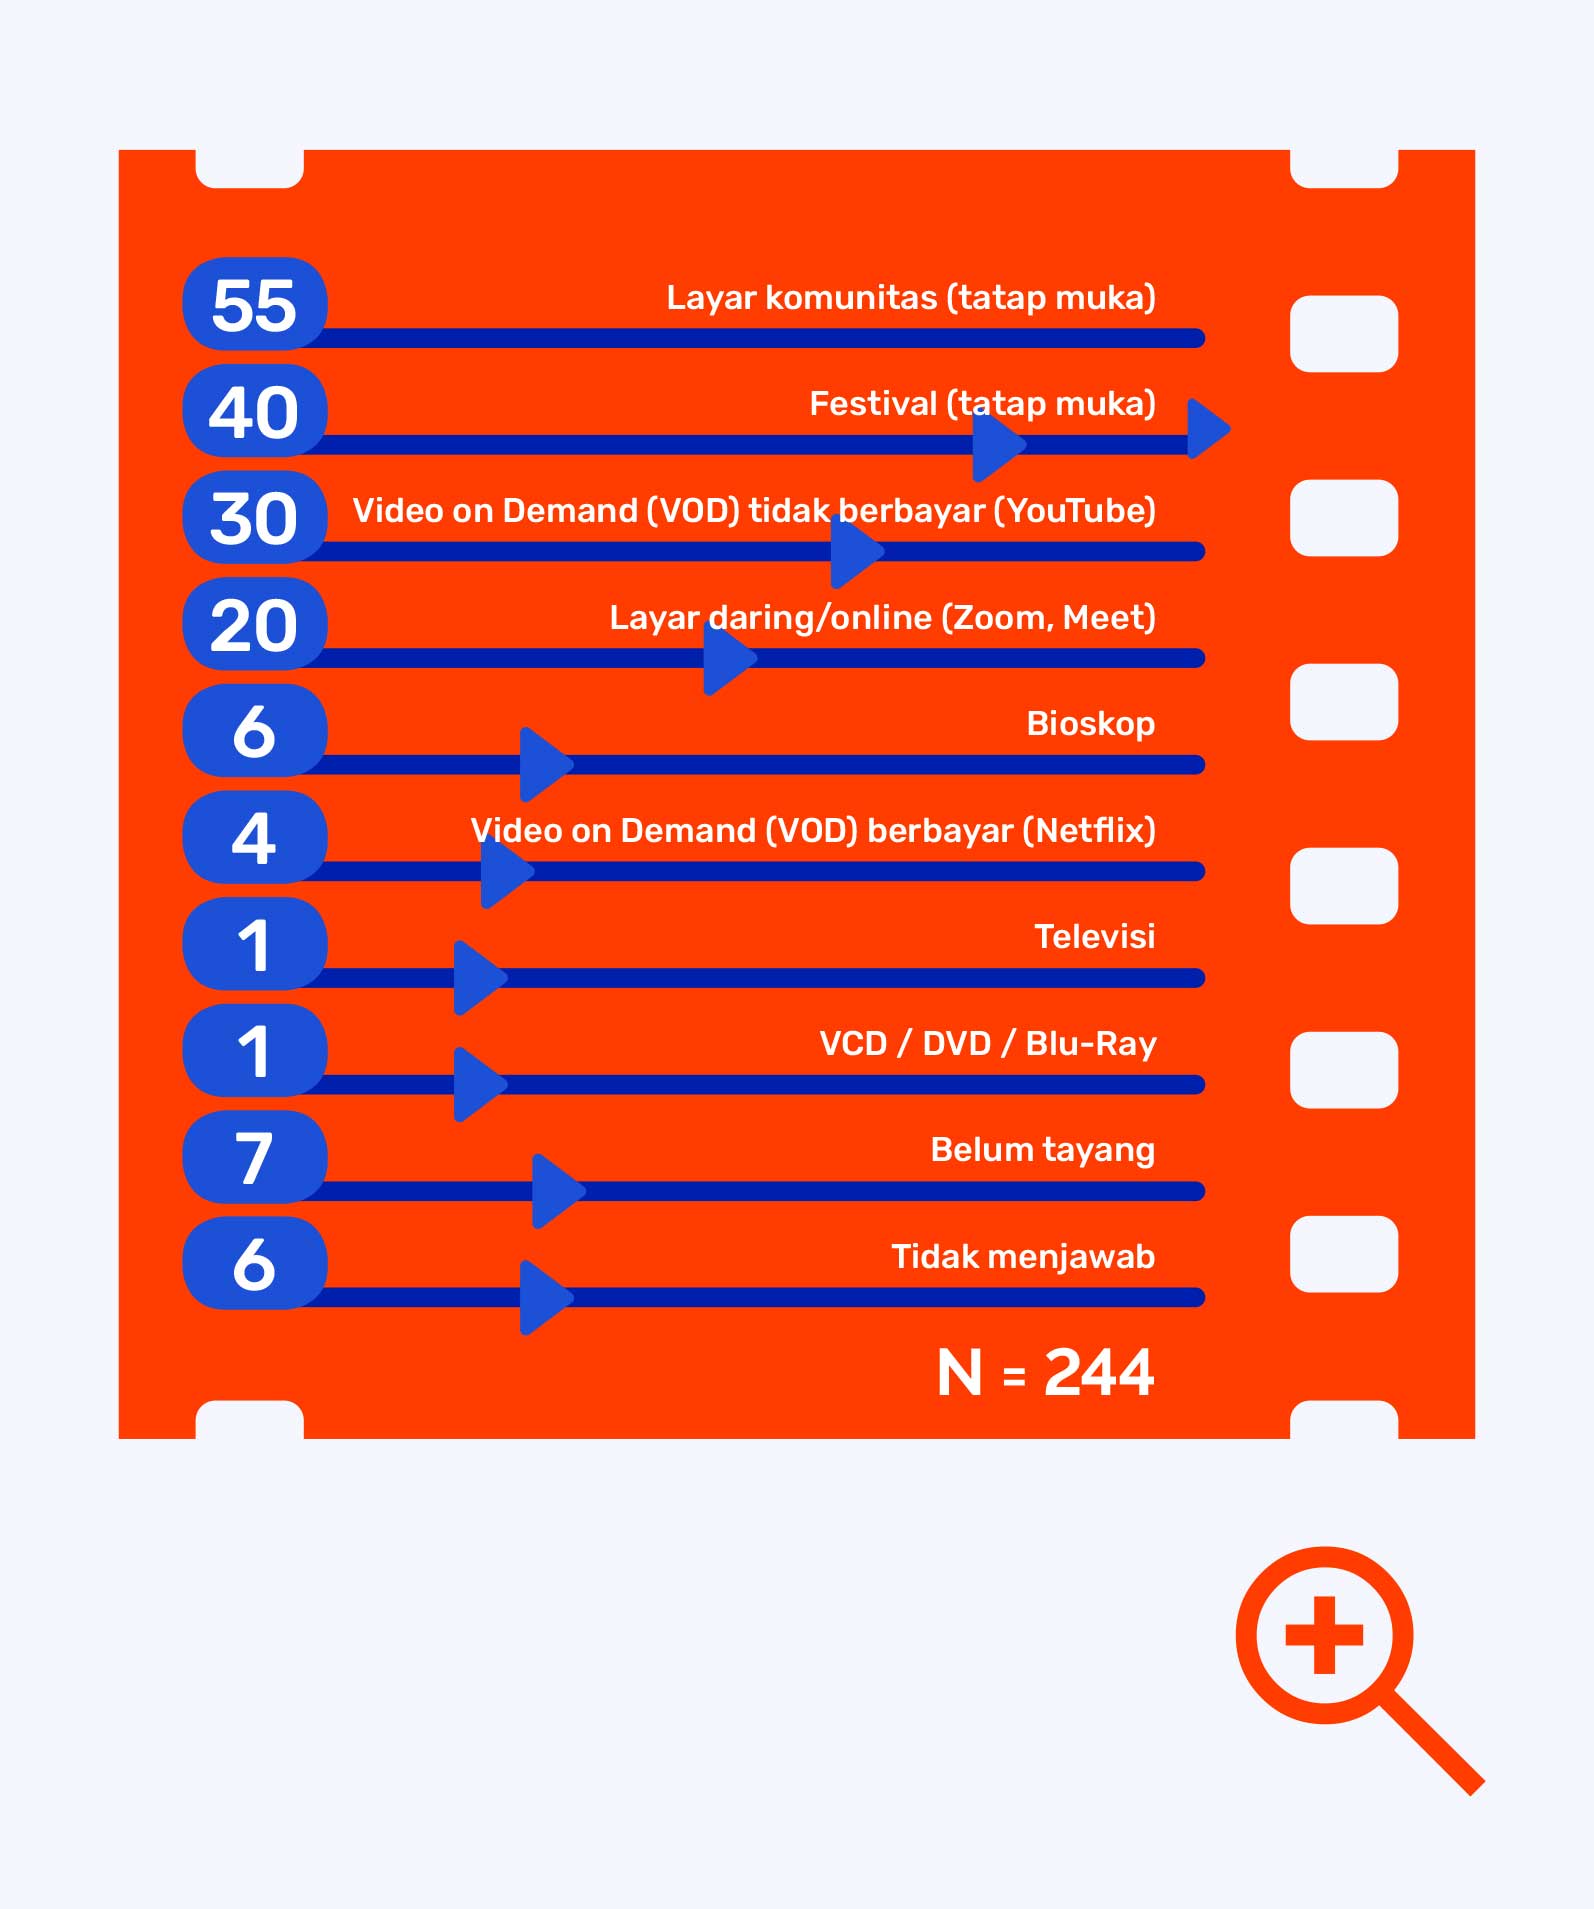 55 Layar komunitas (tatap muka)
40 Festival (tatap muka)
30 Video on Demand (VOD) tidak berbayar (YouTube)
20 Layar daring/online (Zoom, Meet)
6 Bioskop
4 Video on Demand (VOD) berbayar (Netflix)
1 Televisi
1 VCD / DVD / Blu-Ray
7 Belum tayang
6 Tidak menjawab
N = 244